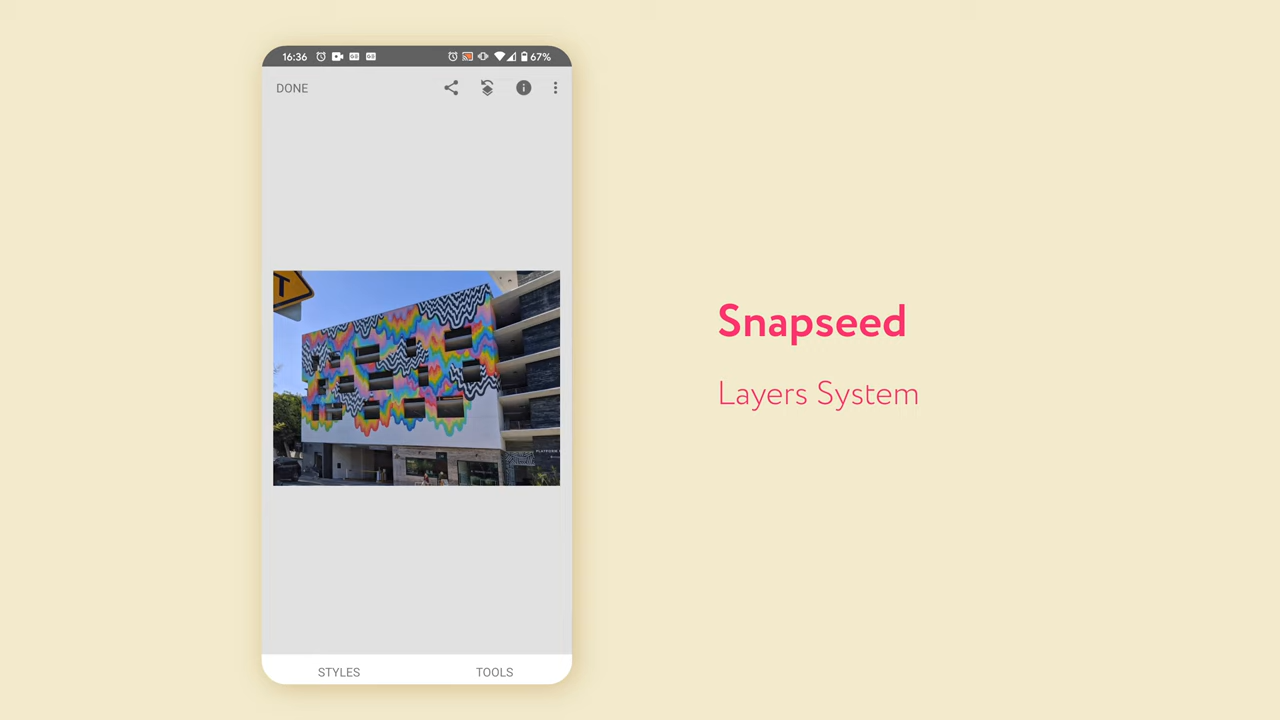 16:36
67%
DONE
T
STYLES
TOOLS
Snapseed
Layers System